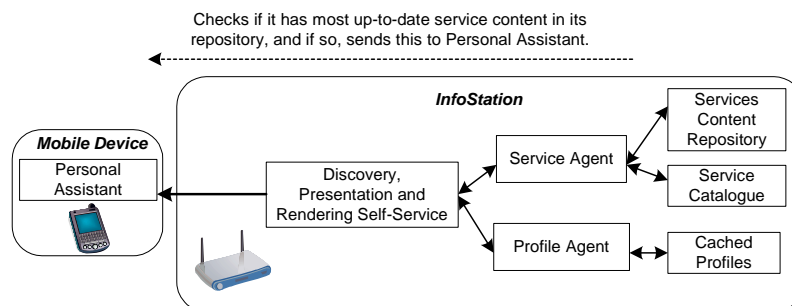 Checks if it has most up-to-date service content in its
repository, and if so, sends this to Personal Assistant.
InfoStation
Mobile Device
Personal
Assistant
Discovery,
Presentation and
Rendering Self-Service
Service Agent
Profile Agent
Services
Content
Repository
Service
Catalogue
Cached
Profiles